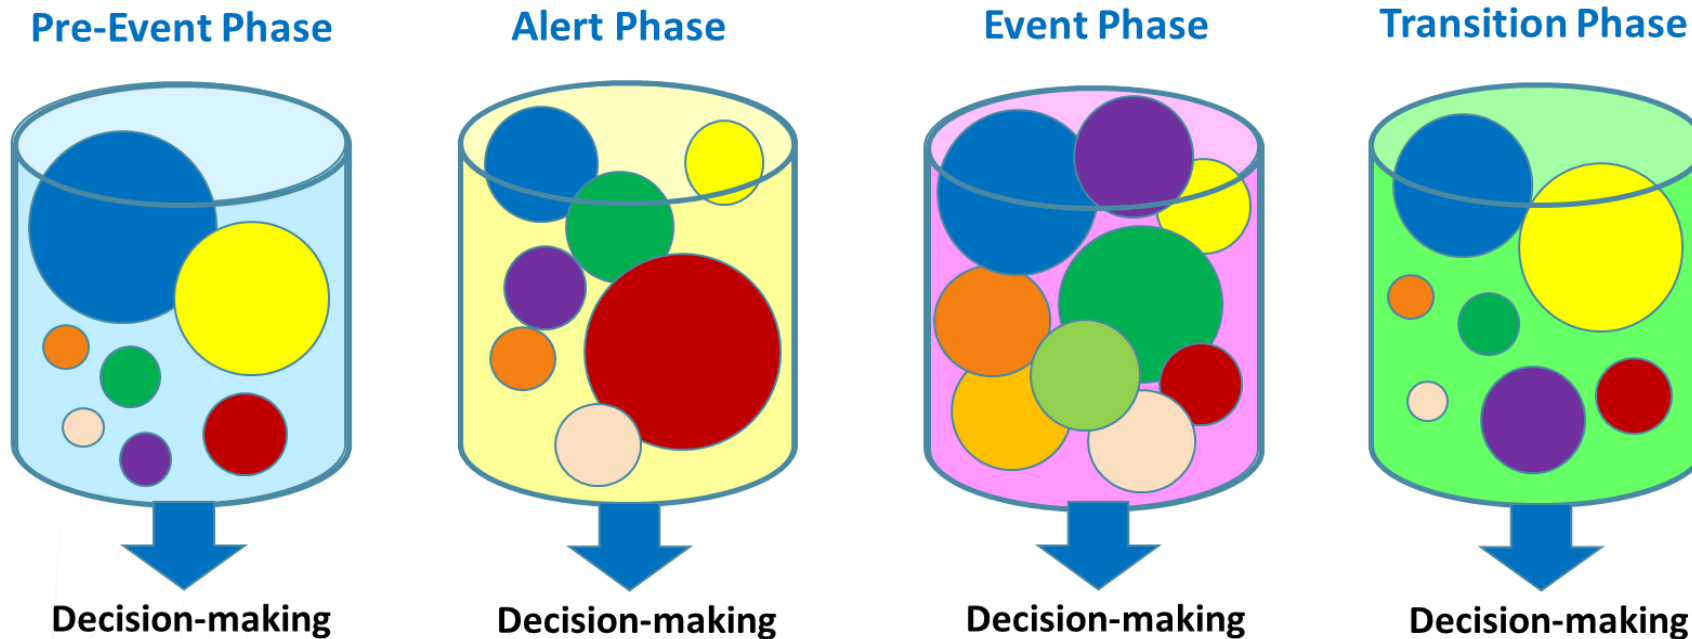 Pre-Event Phase
Alert Phase
Event Phase
Transition Phase
Decision-making
Decision-making
Decision-making
Decision-making